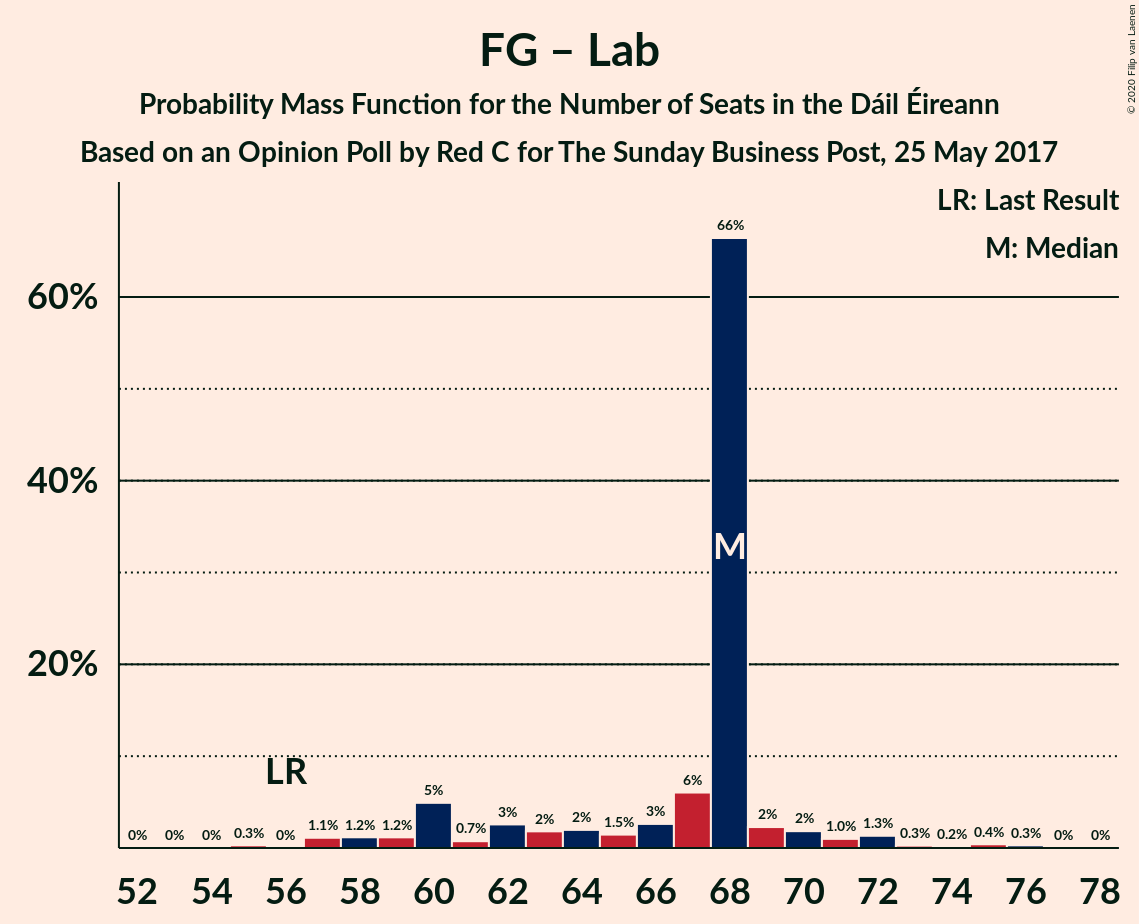 FG – Lab
Probability Mass Function for the Number of Seats in the Dáil Éireann
Based on an Opinion Poll by Red C for The Sunday Business Post, 25 May 2017
© 2020 Filip van Laenen
LR: Last Result
M: Median
60%
40%
20%
LR
M
0% 0% 0% 0.3% 0% 1.1% 1.2% 1.2% 5% 0.7% 3% 2% 2% 1.5% 3% 6% 66% 2% 2% 1.0% 1.3% 0.3% 0.2% 0.4% 0.3% 0% 0%
52 54 56 58 60 62 64 66 68 70 72 74 76 78